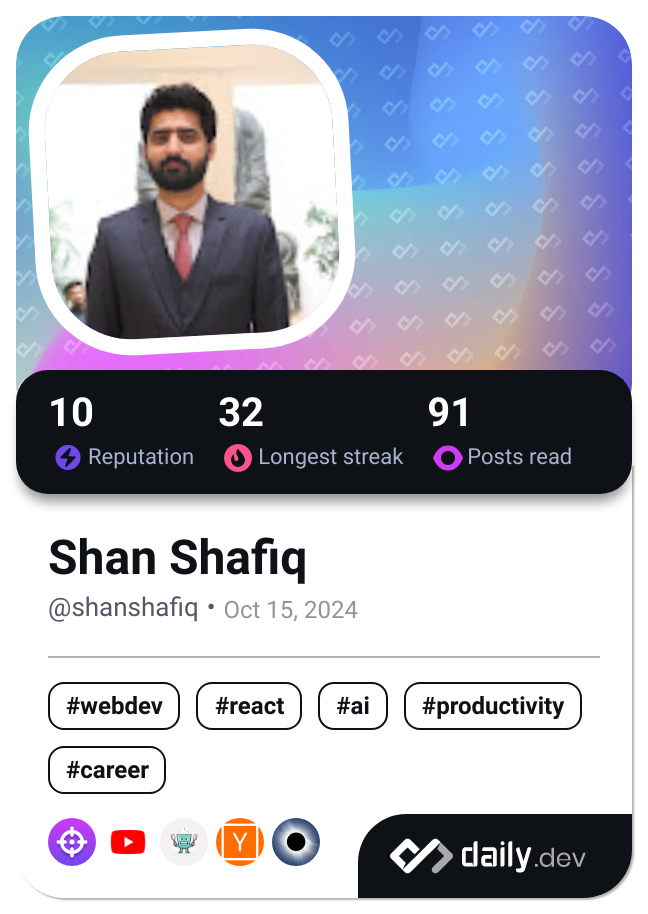 10 32 91
Reputation Longest streak Posts read
Shan Shafiq
@shanshafiq • Oct 15, 2024
#webdev #react #ai #productivity
#career
Y
daily.dev